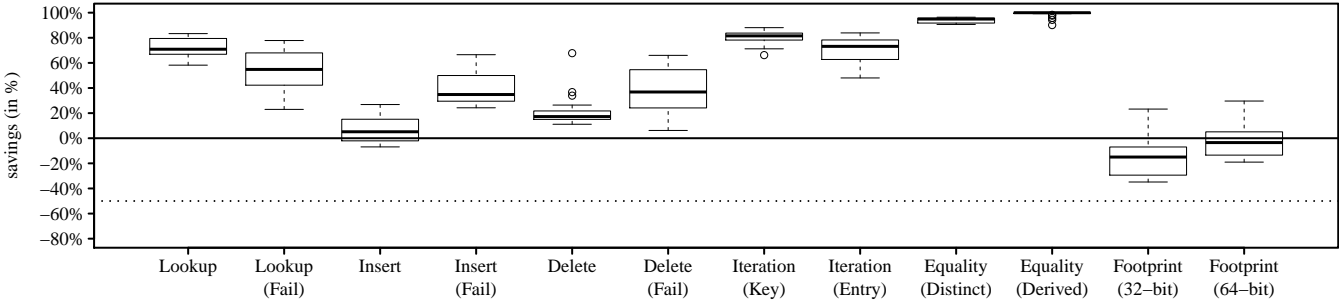 100%
80%
60%
40%
20%
0%
−20%
−40%
−60%
−80%
savings (in %)
Lookup
Lookup
(Fail)
Insert
Insert
(Fail)
Delete
Delete
(Fail)
Iteration
(Key)
Iteration
(Entry)
Equality
(Distinct)
Equality
(Derived)
Footprint
(32−bit)
Footprint
(64−bit)